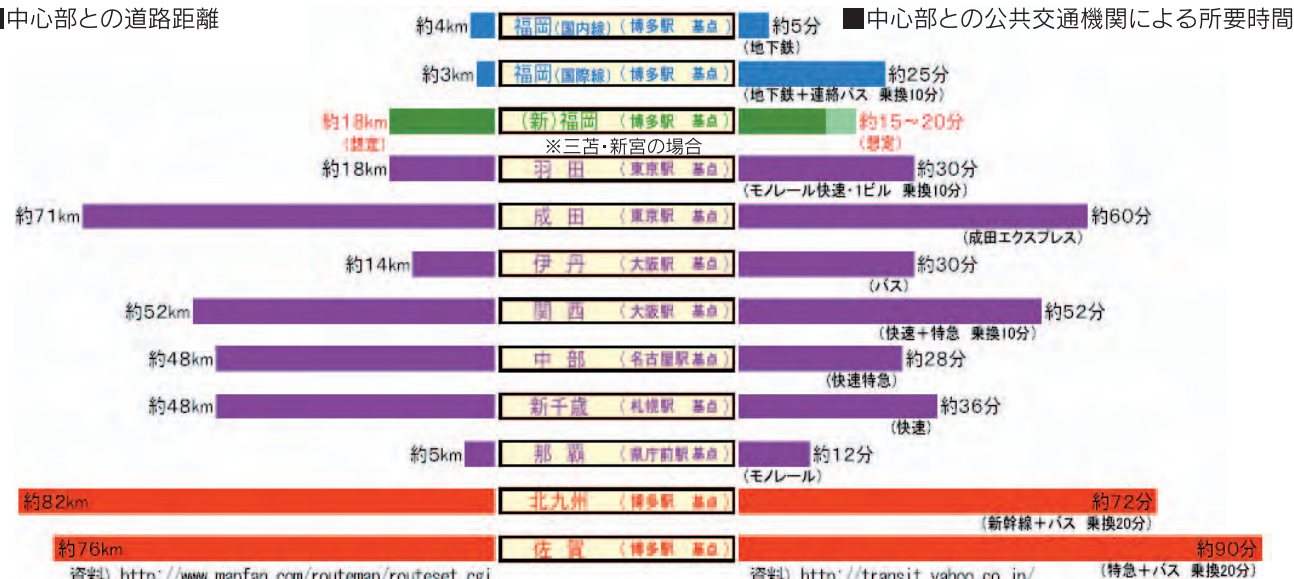 ■中心部との道路距離
■中心部との公共交通機関による所要時間
約4km 福岡(国内線)(博多駅 基点) 約5分
(地下鉄)
約3km 福岡(国際線)(博多駅 基点) 約25分
(地下鉄+連絡バス 乗換10分)
約18km (新)福岡 (博多駅 基点) 約15~20分
(想定) ※三苫・新宮の場合 (想定)
約18km 羽田 (東京駅 基点) 約30分
(モノレール快速・1ビル 乗換10分)
約71km 成田 (東京駅 基点) 約60分
(成田エクスプレス)
約14km 伊丹 (大阪駅 基点) 約30分
(バス)
約52km 関西 (大阪駅 基点) 約52分
(快速+特急 乗換10分)
約48km 中部 (名古屋駅基点) 約28分
(快速特急)
約48km 新千歳 (札幌駅 基点) 約36分
(快速)
約5km 那覇 (県庁前駅基点) 約12分
(モノレール)
約82km 北九州 (博多駅 基点) 約72分
(新幹線+バス 乗換20分)
約76km 佐賀 (博多駅 基点) 約90分
(特急+バス 乗換20分)
資料) http://www.mapfan.com/routemap/routeset.cgi
資料) http://transit.yahoo.co.jp/